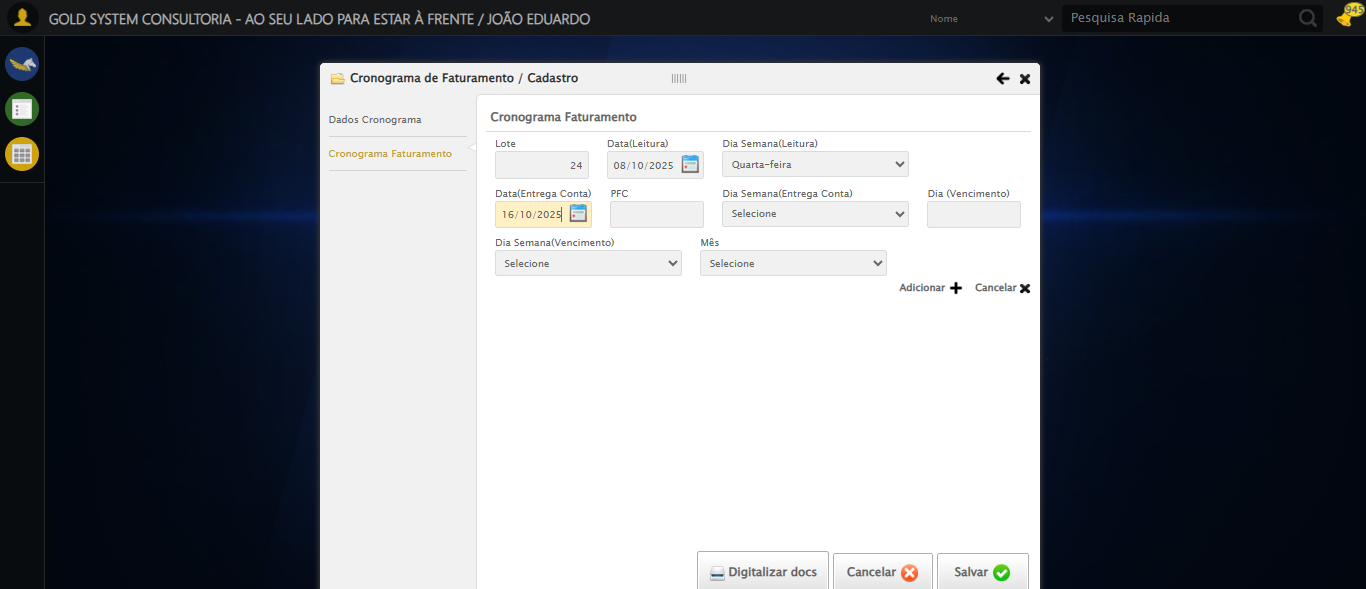 GOLD SYSTEM CONSULTORIA - AO SEU LADO PARA ESTAR À FRENTE / JOÃO EDUARDO
Nome
Pesquisa Rapida
945
Cronograma de Faturamento / Cadastro
Dados Cronograma
Cronograma Faturamento
Cronograma Faturamento
Lote
Data(Leitura)
Dia Semana(Leitura)
24
08/10/2025
Quarta-feira
Data(Entrega Conta)
PFC
Dia Semana(Entrega Conta)
Dia (Vencimento)
16/10/2025
Selecione
Dia Semana(Vencimento)
Mês
Selecione
Selecione
Adicionar
Cancelar
Digitalizar docs
Cancelar
Salvar